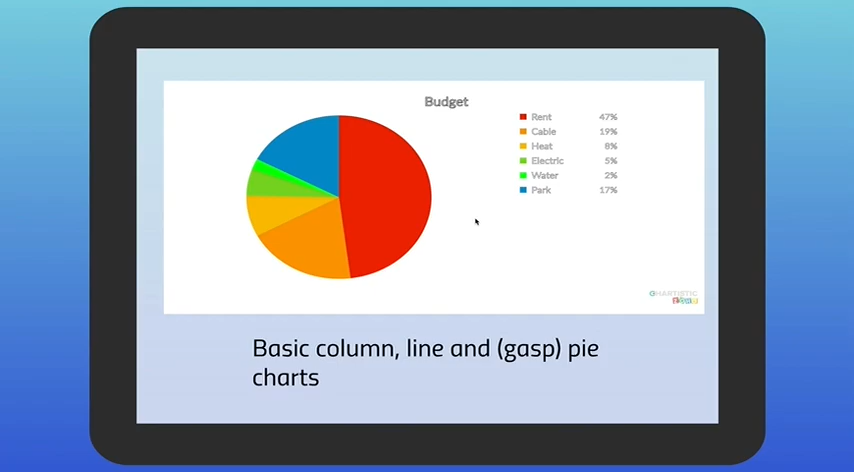 Budget
Rent 47%
Cable 19%
Heat 8%
Electric 5%
Water 2%
Park 17%
CHARTISTIC
Basic column, line and (gasp) pie
charts